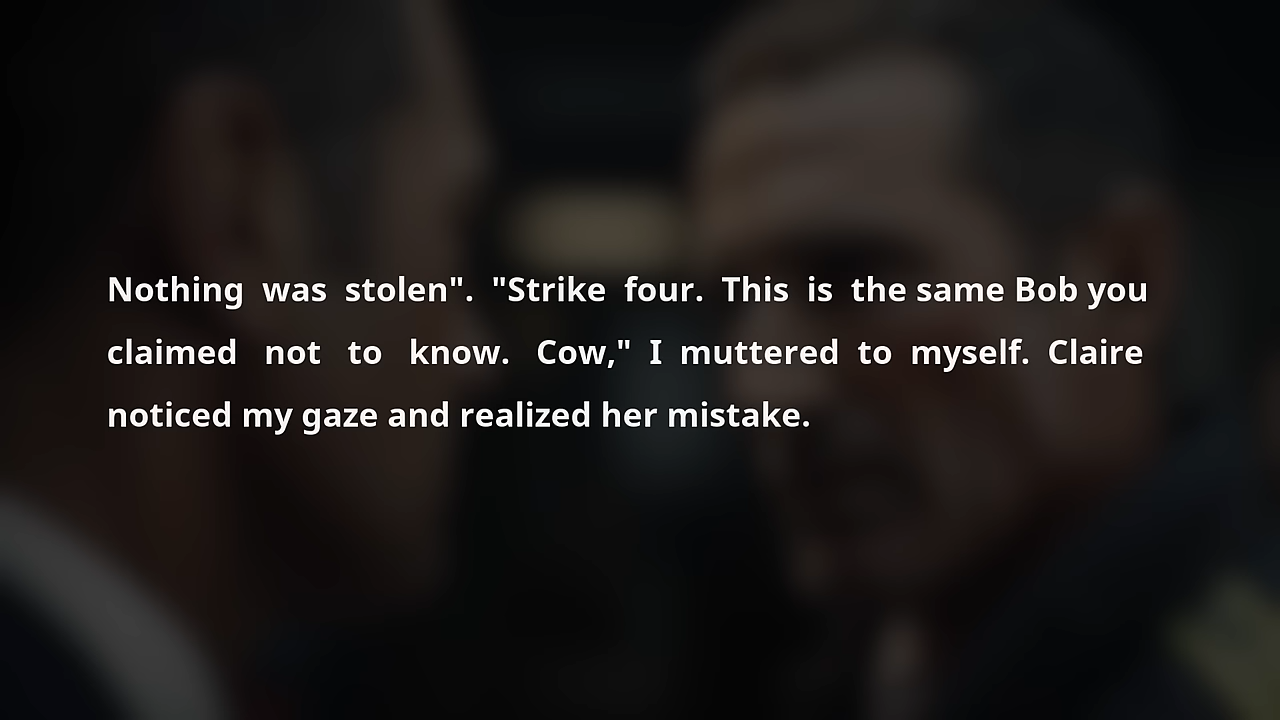 Nothing was stolen". "Strike four. This is the same Bob you
claimed not to know. Cow," I muttered to myself. Claire
noticed my gaze and realized her mistake.